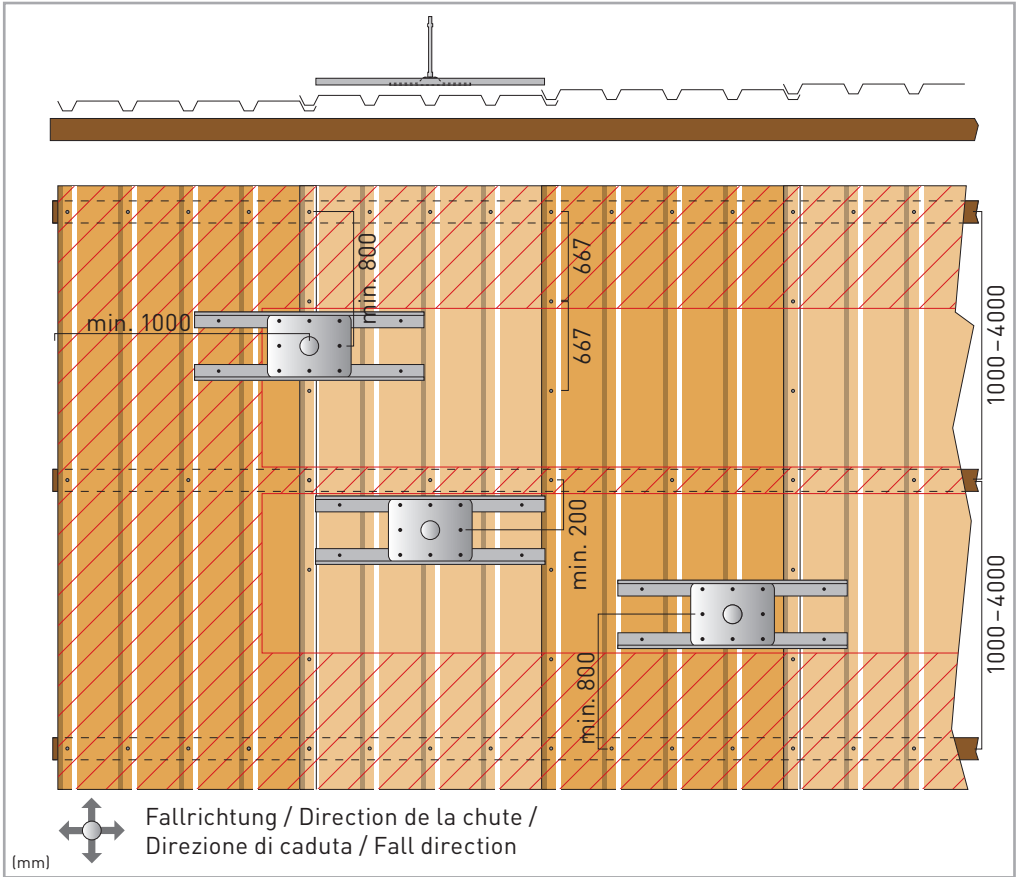 min. 800
667
min. 1000
667
1000 – 4000
min. 200
1000 – 4000
min. 800
Fallrichtung / Direction de la chute /
Direzione di caduta / Fall direction
(mm)